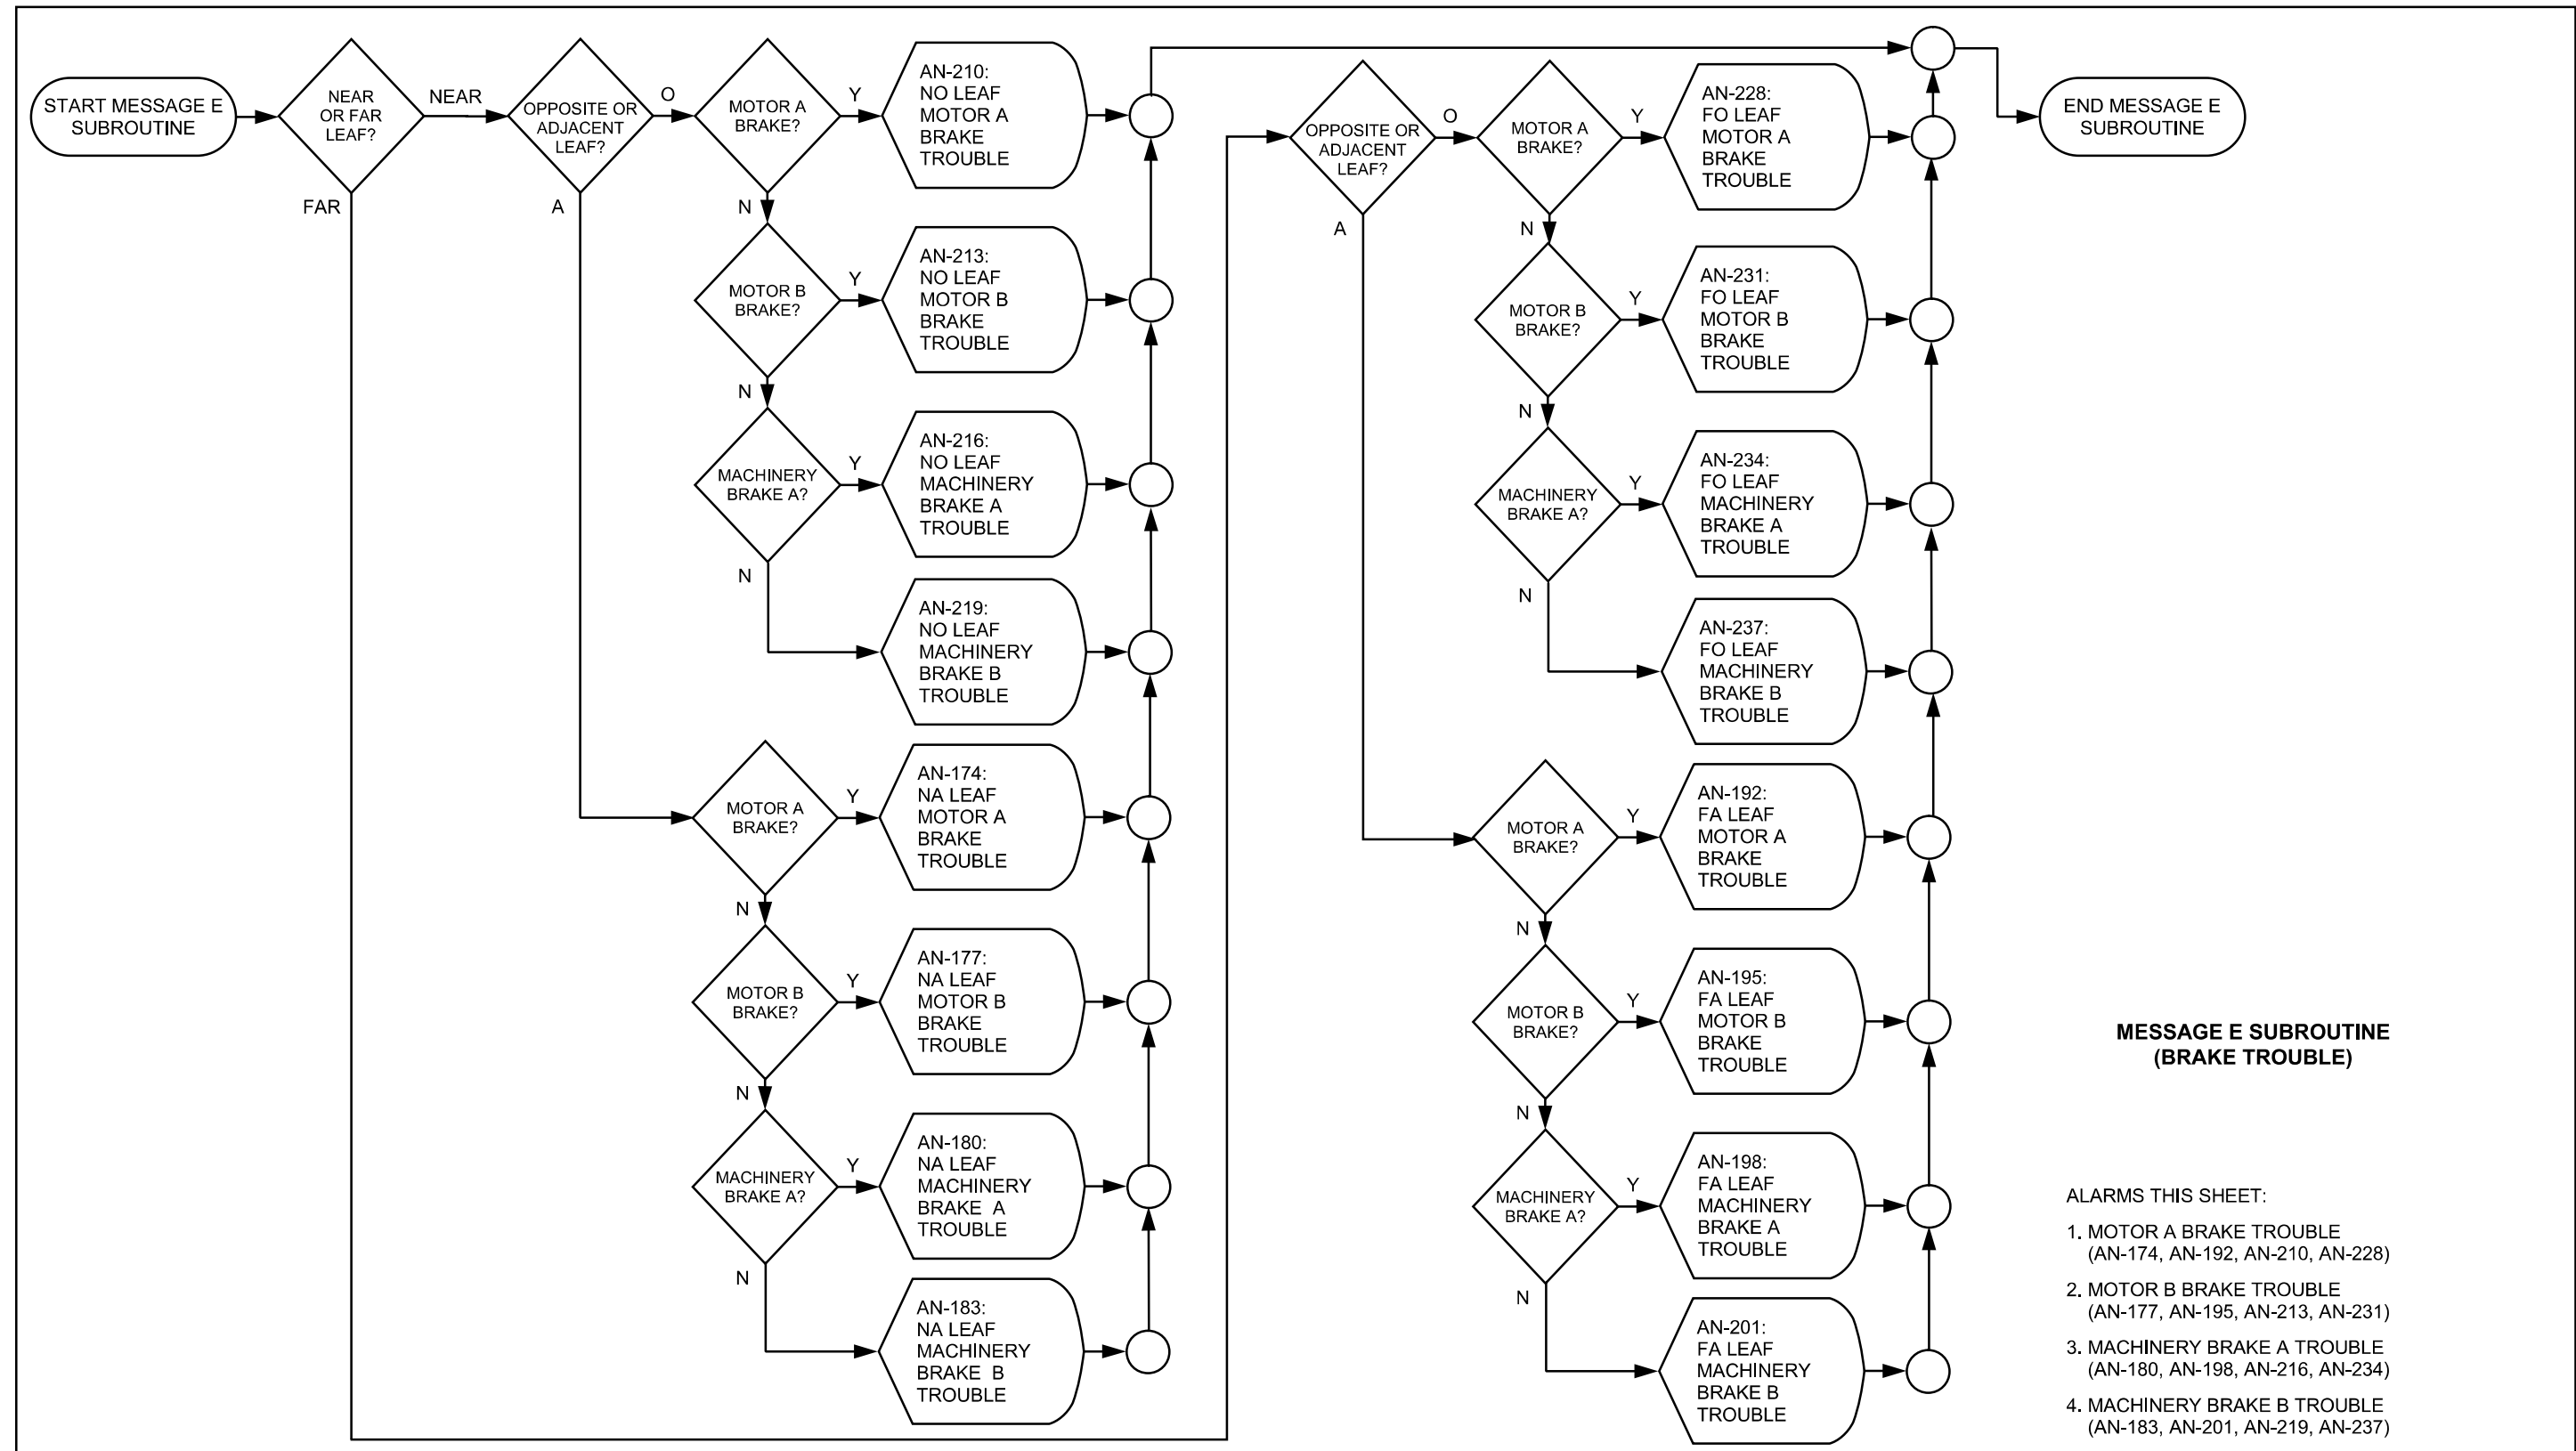 START MESSAGE E
SUBROUTINE
NEAR
OR FAR
LEAF?
NEAR
FAR
OPPOSITE OR
ADJACENT
LEAF?
O
A
MOTOR A
BRAKE?
Y
N
AN-210:
NO LEAF
MOTOR A
BRAKE
TROUBLE
MOTOR B
BRAKE?
Y
N
AN-213:
NO LEAF
MOTOR B
BRAKE
TROUBLE
MACHINERY
BRAKE A?
Y
N
AN-216:
NO LEAF
MACHINERY
BRAKE A
TROUBLE
AN-219:
NO LEAF
MACHINERY
BRAKE B
TROUBLE
MOTOR A
BRAKE?
Y
N
AN-174:
NA LEAF
MOTOR A
BRAKE
TROUBLE
MOTOR B
BRAKE?
Y
N
AN-177:
NA LEAF
MOTOR B
BRAKE
TROUBLE
MACHINERY
BRAKE A?
Y
N
AN-180:
NA LEAF
MACHINERY
BRAKE A
TROUBLE
AN-183:
NA LEAF
MACHINERY
BRAKE B
TROUBLE
OPPOSITE OR
ADJACENT
LEAF?
O
A
MOTOR A
BRAKE?
Y
N
AN-228:
FO LEAF
MOTOR A
BRAKE
TROUBLE
MOTOR B
BRAKE?
Y
N
AN-231:
FO LEAF
MOTOR B
BRAKE
TROUBLE
MACHINERY
BRAKE A?
Y
N
AN-234:
FO LEAF
MACHINERY
BRAKE A
TROUBLE
AN-237:
FO LEAF
MACHINERY
BRAKE B
TROUBLE
MOTOR A
BRAKE?
Y
N
AN-192:
FA LEAF
MOTOR A
BRAKE
TROUBLE
MOTOR B
BRAKE?
Y
N
AN-195:
FA LEAF
MOTOR B
BRAKE
TROUBLE
MACHINERY
BRAKE A?
Y
N
AN-198:
FA LEAF
MACHINERY
BRAKE A
TROUBLE
AN-201:
FA LEAF
MACHINERY
BRAKE B
TROUBLE
END MESSAGE E
SUBROUTINE
MESSAGE E SUBROUTINE
(BRAKE TROUBLE)
ALARMS THIS SHEET:
1. MOTOR A BRAKE TROUBLE
(AN-174, AN-192, AN-210, AN-228)
2. MOTOR B BRAKE TROUBLE
(AN-177, AN-195, AN-213, AN-231)
3. MACHINERY BRAKE A TROUBLE
(AN-180, AN-198, AN-216, AN-234)
4. MACHINERY BRAKE B TROUBLE
(AN-183, AN-201, AN-219, AN-237)